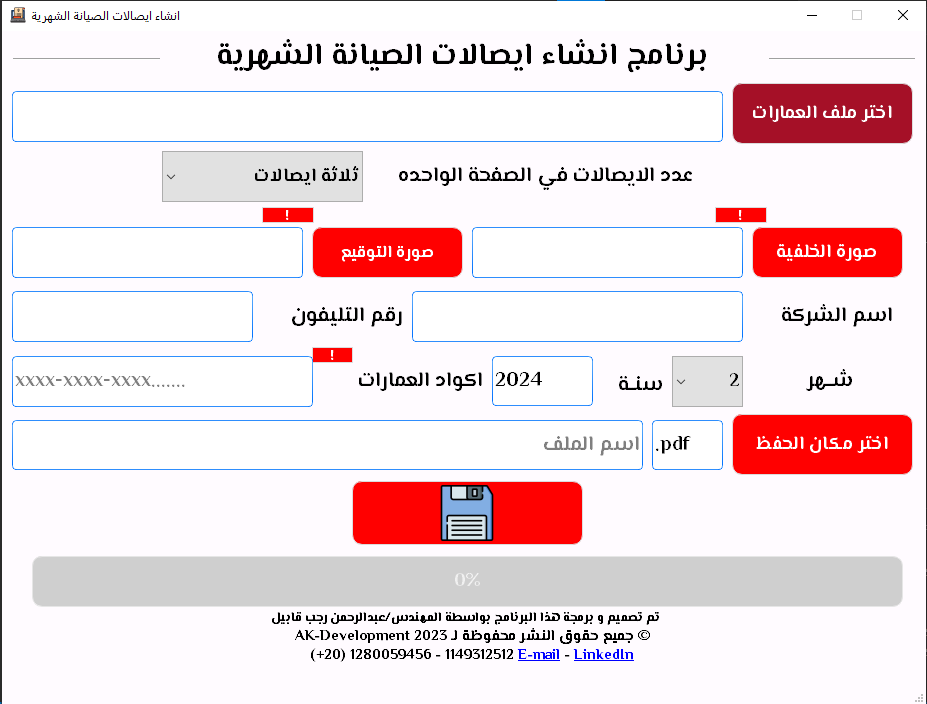 انشاء ايصالات الصيانة الشهرية
برنامج انشاء ايصالات الصيانة الشهرية
اختر ملف العمارات
عدد الايصالات في الصفحة الواحده
ثلاثة ايصالات
!
!
صورة الخلفية
صورة التوقيع
اسم الشركة
رقم التليفون
!
شـهر
2
سنـة
2024
اكواد العمارات
xxxx-xxxx-xxxx.......
اختر مكان الحفظ
.pdf
اسم الملف
0%
تم تصميم و برمجة هذا البرنامج بواسطة المهندس/عبدالرحمن رجب قابيل
© جميع حقوق النشر محفوظة لـ AK-Development 2023
(+20) 1280059456 - 1149312512 E-mail - LinkedIn